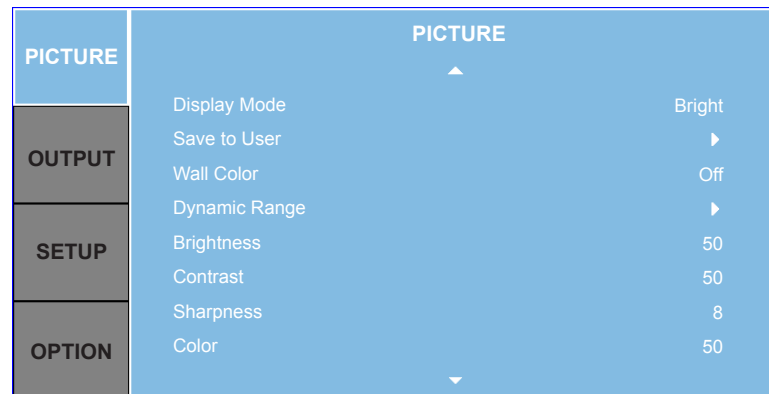 PICTURE
OUTPUT
SETUP
OPTION
PICTURE
Display Mode Bright
Save to User
Wall Color Off
Dynamic Range
Brightness 50
Contrast 50
Sharpness 8
Color 50